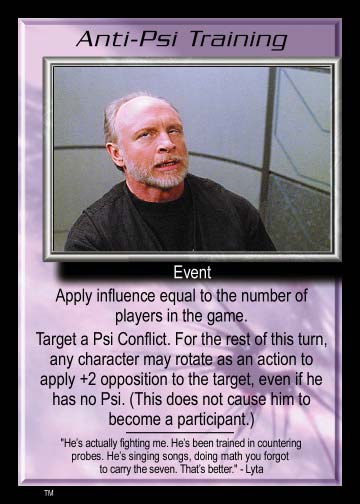 Anti-Psi Training
Event
Apply influence equal to the number of
players in the game.
Target a Psi Conflict. For the rest of this turn,
any character may rotate as an action to
apply +2 opposition to the target, even if he
has no Psi. (This does not cause him to
become a participant.)
"He's actually fighting me. He's been trained in countering
probes. He's singing songs, doing math you forgot
to carry the seven. That's better." - Lyta
TM